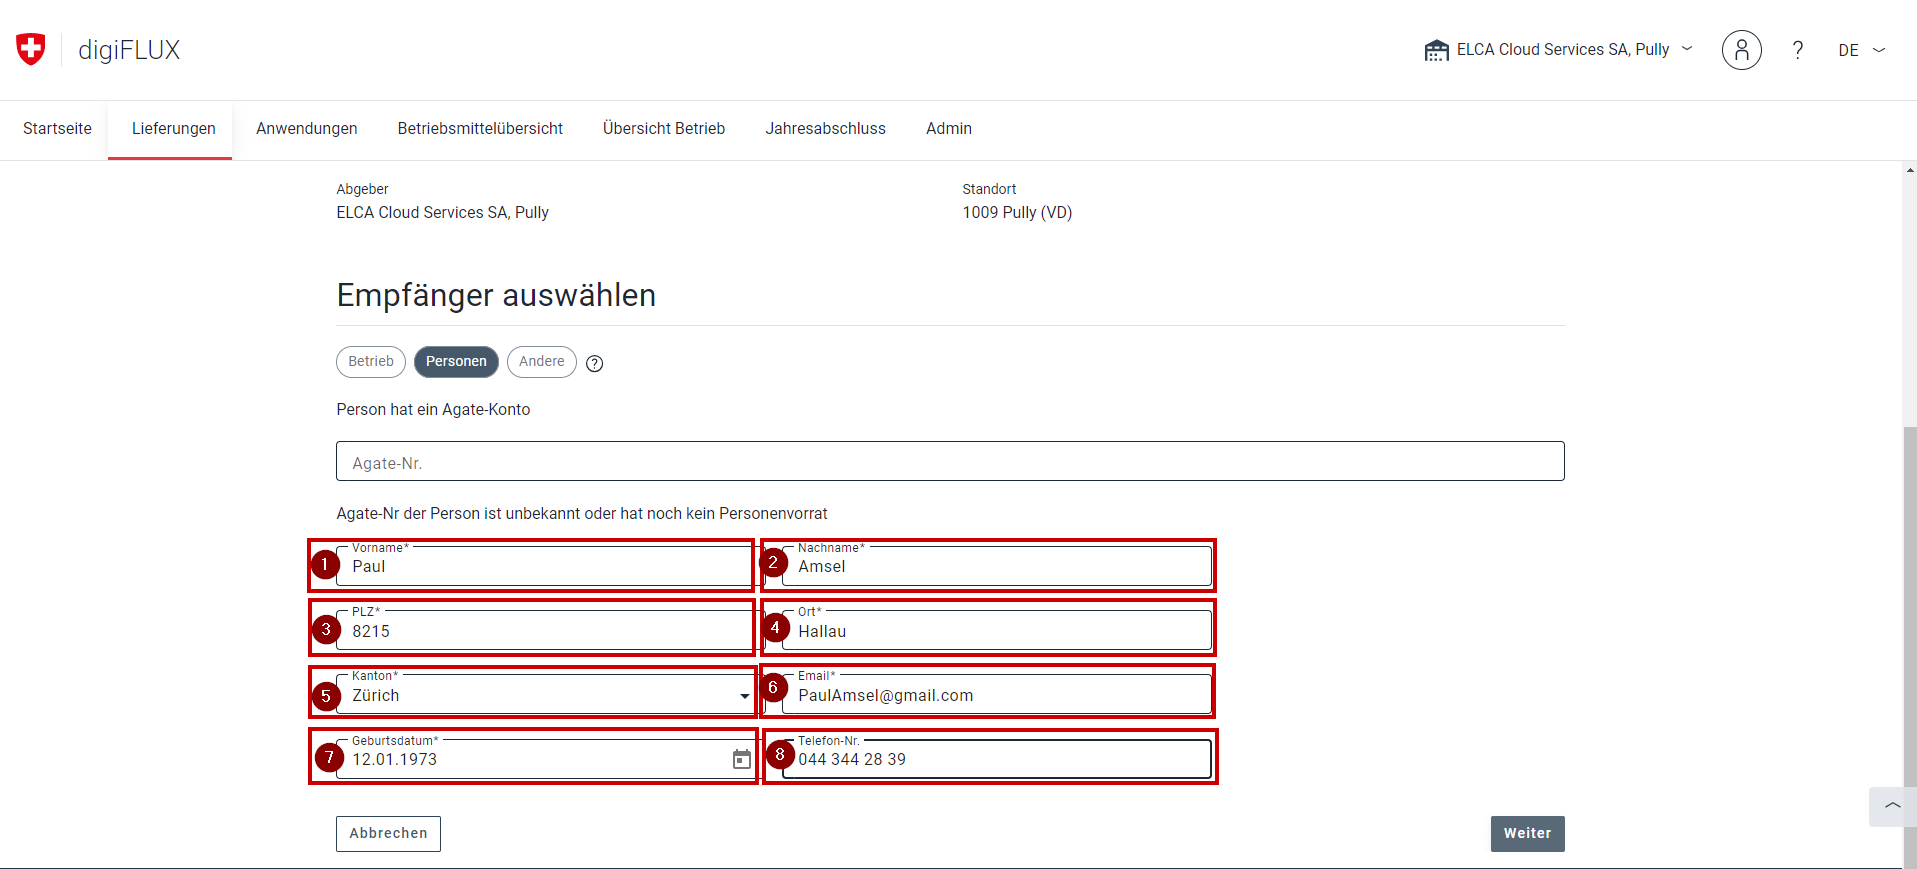 digiFLUX
ELCA Cloud Services SA, Pully
?
DE
Startseite
Lieferungen
Anwendungen
Betriebsmittelübersicht
Übersicht Betrieb
Jahresabschluss
Admin
Abgeber
ELCA Cloud Services SA, Pully
Standort
1009 Pully (VD)
Empfänger auswählen
Betrieb
Personen
Andere
?
Person hat ein Agate-Konto
Agate-Nr.
Agate-Nr der Person ist unbekannt oder hat noch kein Personenvorrat
1
Vorname*
Paul
2
Nachname*
Amsel
3
PLZ*
8215
4
Ort*
Hallau
5
Kanton*
Zürich
6
Email*
PaulAmsel@gmail.com
7
Geburtsdatum*
12.01.1973
8
Telefon-Nr.
044 344 28 39
Abbrechen
Weiter